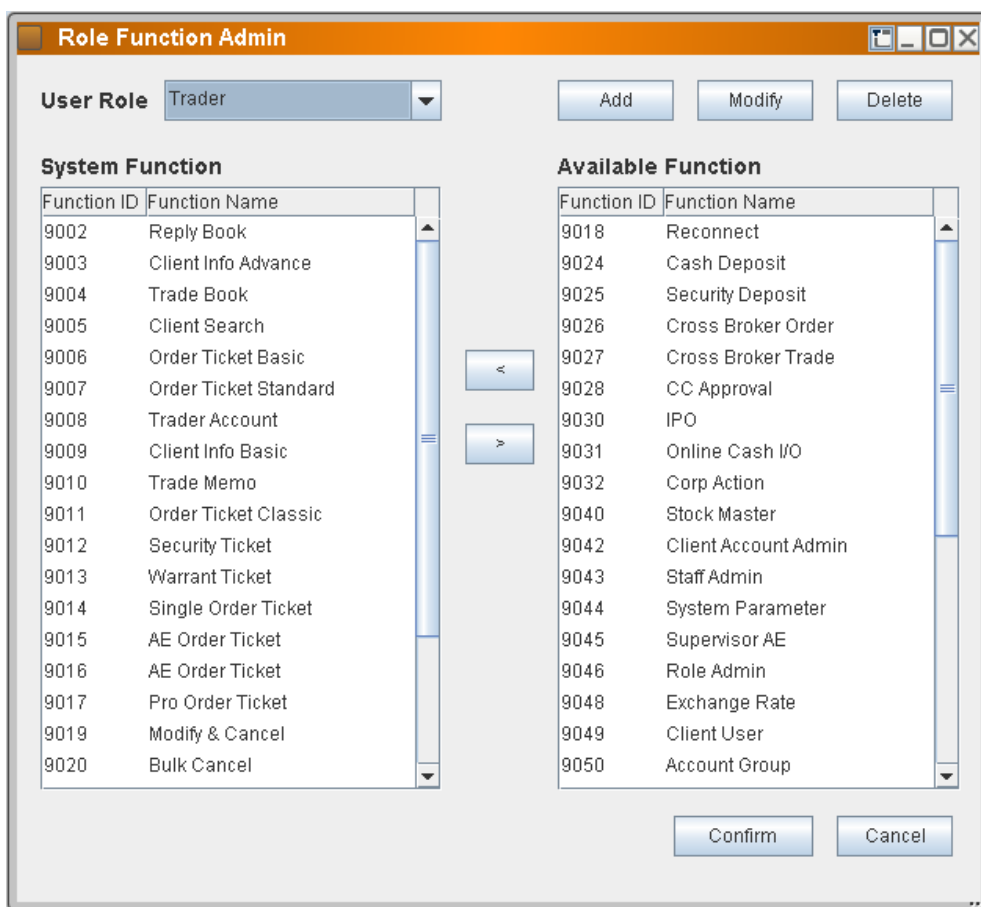 Role Function Admin
User Role Trader Add Modify Delete
System Function Available Function
Function ID Function Name Function ID Function Name
9002 Reply Book 9018 Reconnect
9003 Client Info Advance 9024 Cash Deposit
9004 Trade Book 9025 Security Deposit
9005 Client Search 9026 Cross Broker Order
9006 Order Ticket Basic 9027 Cross Broker Trade
<
9007 Order Ticket Standard 9028 CC Approval
9008 Trader Account 9030 IPO
>
9009 Client Info Basic 9031 Online Cash I/O
9010 Trade Memo 9032 Corp Action
9011 Order Ticket Classic 9040 Stock Master
9012 Security Ticket 9042 Client Account Admin
9013 Warrant Ticket 9043 Staff Admin
9014 Single Order Ticket 9044 System Parameter
9015 AE Order Ticket 9045 Supervisor AE
9016 AE Order Ticket 9046 Role Admin
9017 Pro Order Ticket 9048 Exchange Rate
9019 Modify & Cancel 9049 Client User
9020 Bulk Cancel 9050 Account Group
Confirm Cancel